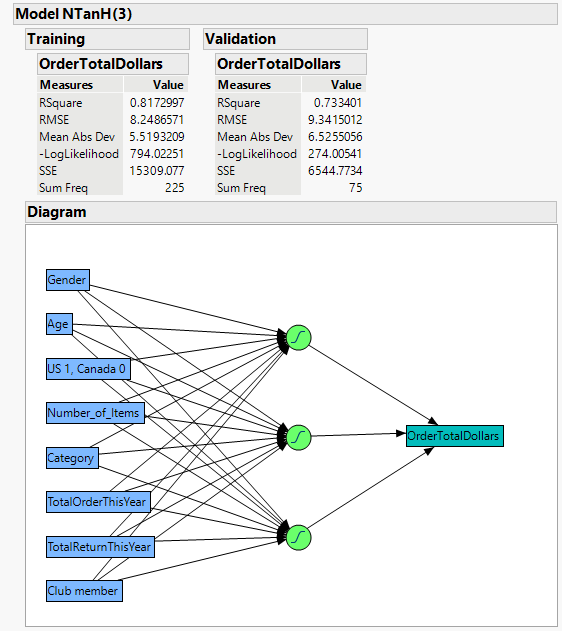 Model NTanH(3)
Training Validation
OrderTotalDollars OrderTotalDollars
Measures Value Measures Value
RSquare 0.8172997 RSquare 0.733401
RMSE 8.2486571 RMSE 9.3415012
Mean Abs Dev 5.5193209 Mean Abs Dev 6.5255056
-LogLikelihood 794.02251 -LogLikelihood 274.00541
SSE 15309.077 SSE 6544.7734
Sum Freq 225 Sum Freq 75
Diagram
Gender
Age
US 1, Canada 0
Number_of_Items
OrderTotalDollars
Category
TotalOrderThisYear
TotalReturnThisYear
Club member